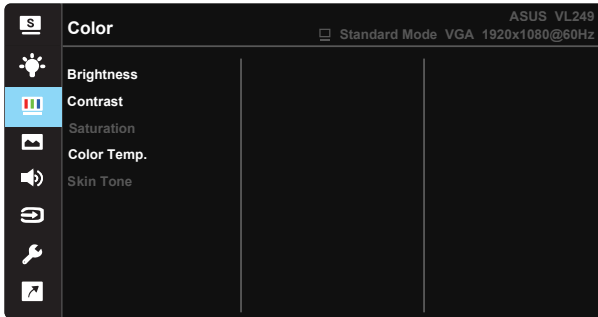 S
Color
ASUS VL249
Standard Mode VGA 1920x1080@60Hz
Brightness
Contrast
Saturation
Color Temp.
Skin Tone